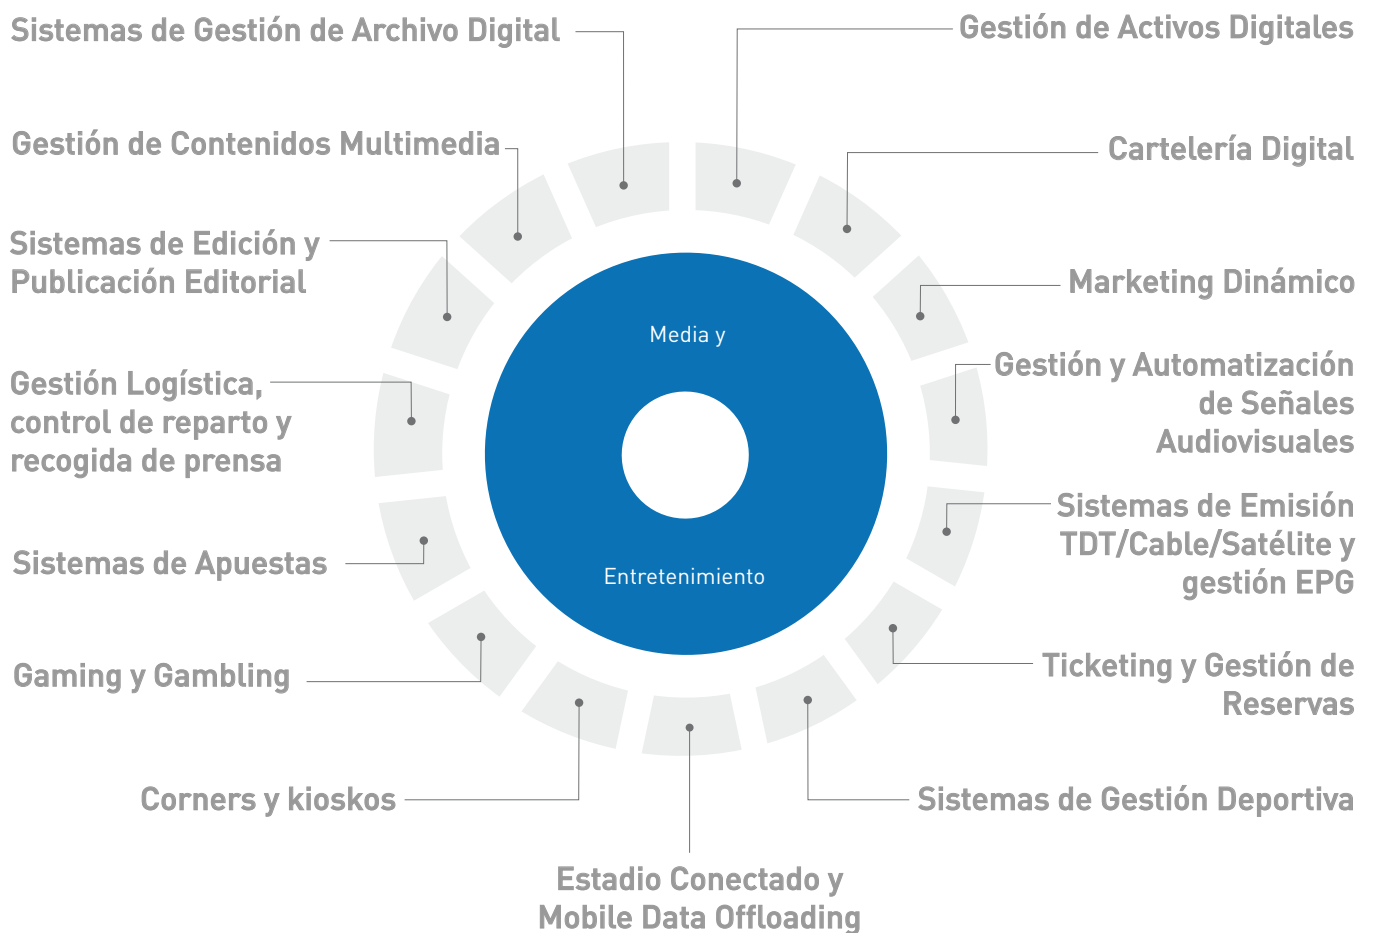 Sistemas de Gestión de Archivo Digital
Gestión de Activos Digitales
Gestión de Contenidos Multimedia
Cartelería Digital
Sistemas de Edición y
Publicación Editorial
Marketing Dinámico
Gestión Logística,
control de reparto y
recogida de prensa
Gestión y Automatización
de Señales
Audiovisuales
Media y
Entretenimiento
Sistemas de Apuestas
Sistemas de Emisión
TDT/Cable/Satélite y
gestión EPG
Gaming y Gambling
Ticketing y Gestión de
Reservas
Corners y kioskos
Sistemas de Gestión Deportiva
Estadio Conectado y
Mobile Data Offloading